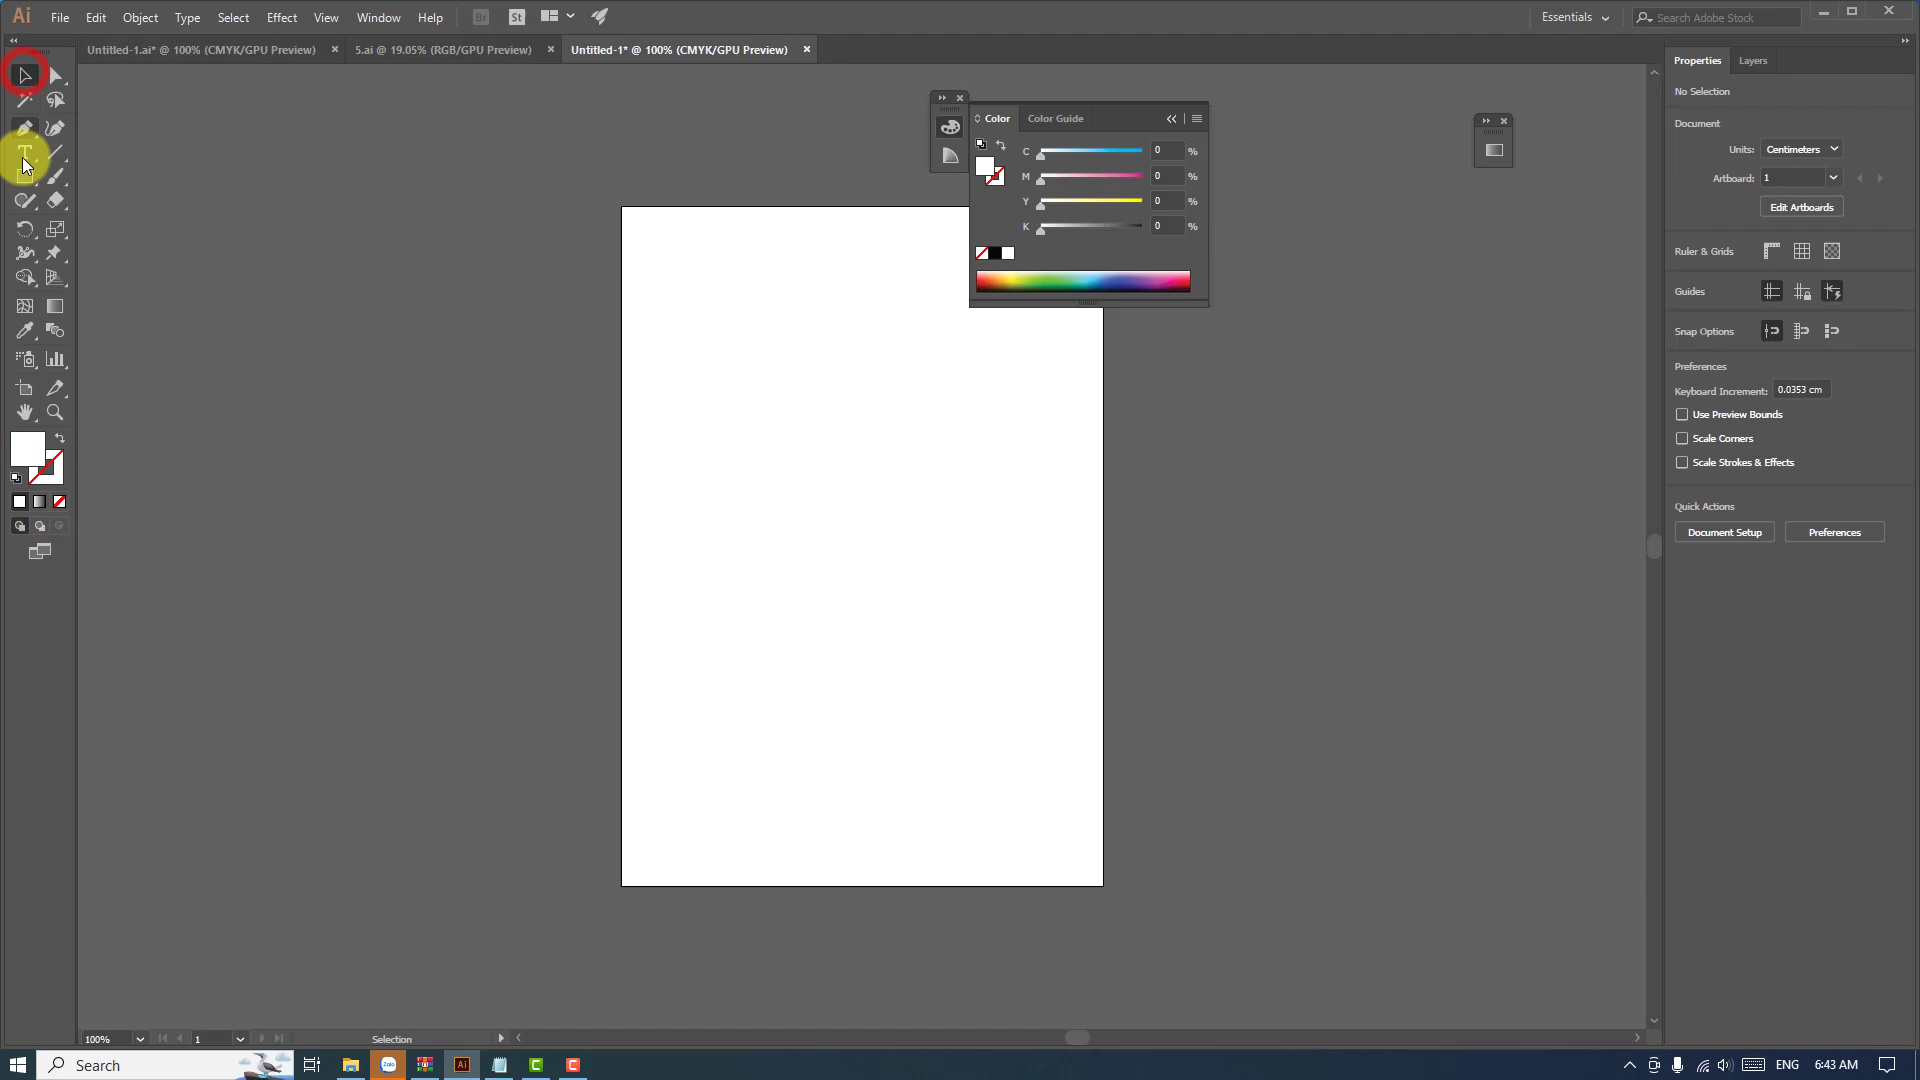 Ai File Edit Object Type Select Effect View Window Help Br St Essentials Search Adobe Stock
Untitled-1.ai* @ 100% (CMYK/GPU Preview) × 5.ai @ 19.05% (RGB/GPU Preview) × Untitled-1* @ 100% (CMYK/GPU Preview) ×
Properties Layers
No Selection
Document
Units: Centimeters
Artboard: 1
Edit Artboards
Ruler & Grids
Guides
Snap Options
Preferences
Keyboard Increment: 0.0353 cm
Use Preview Bounds
Scale Corners
Scale Strokes & Effects
Quick Actions
Document Setup Preferences
Color Color Guide
C 0 %
M 0 %
Y 0 %
K 0 %
100% 1 Selection
Search Zalo Ai C C ENG 6:43 AM